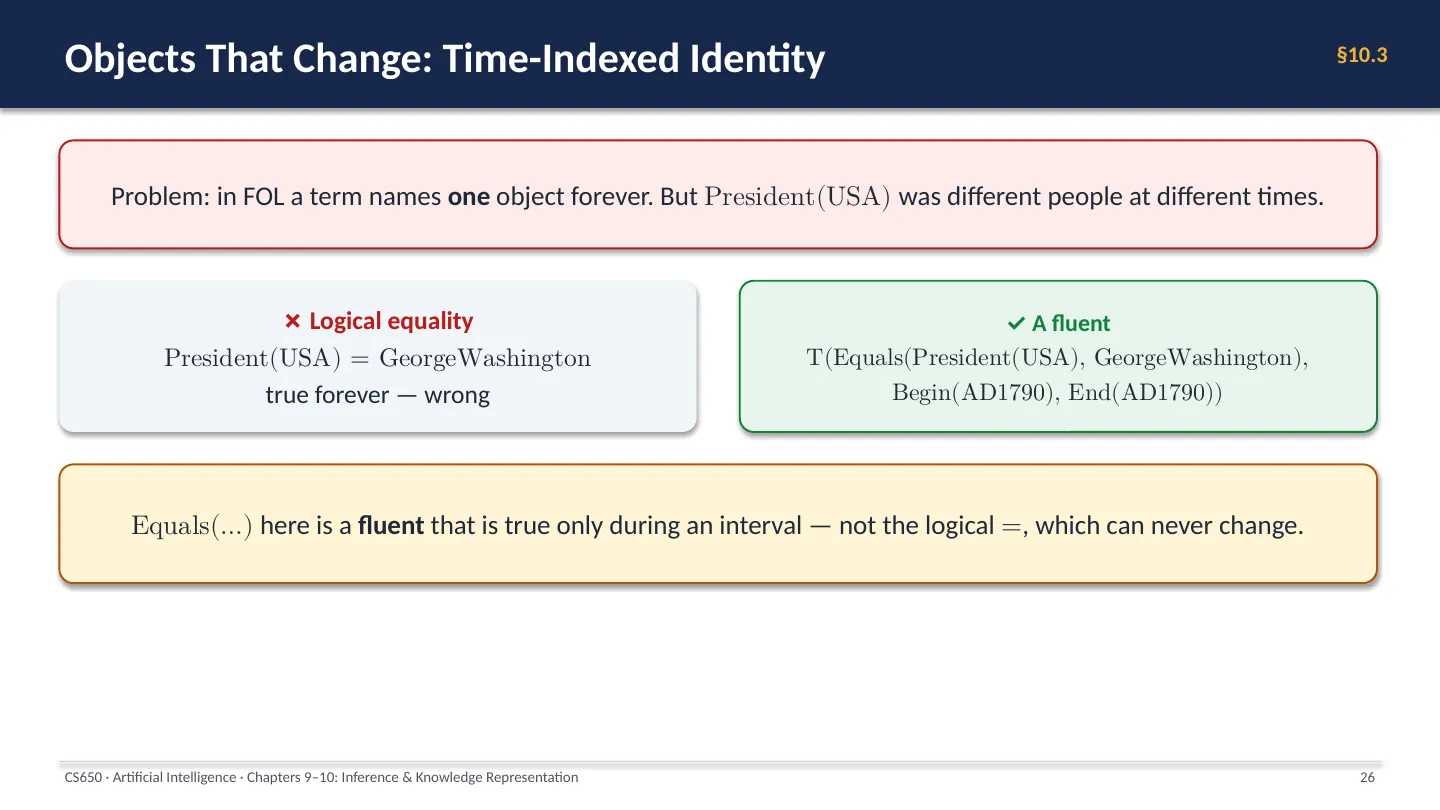 Objects That Change: Time-Indexed Identity
§10.3
Problem: in FOL a term names one object forever. But President(USA) was different people at different times.
✕ Logical equality
President(USA) = GeorgeWashington
true forever — wrong
✓ A fluent
T(Equals(President(USA), GeorgeWashington),
Begin(AD1790), End(AD1790))
Equals(...) here is a fluent that is true only during an interval — not the logical =, which can never change.
CS650 · Artificial Intelligence · Chapters 9–10: Inference & Knowledge Representation
26